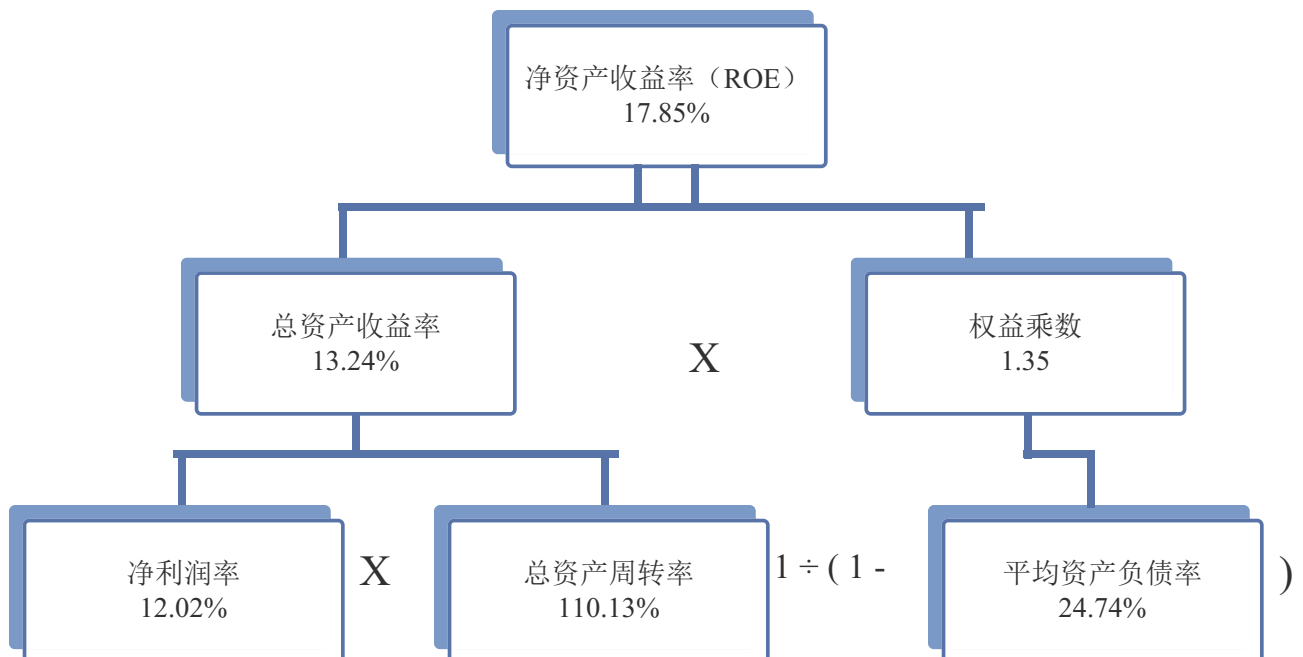 净资产收益率（ROE）
17.85%
总资产收益率
13.24%
X
权益乘数
1.35
净利润率
12.02%
X
总资产周转率
110.13%
1 ÷ ( 1 -
平均资产负债率
24.74%
)